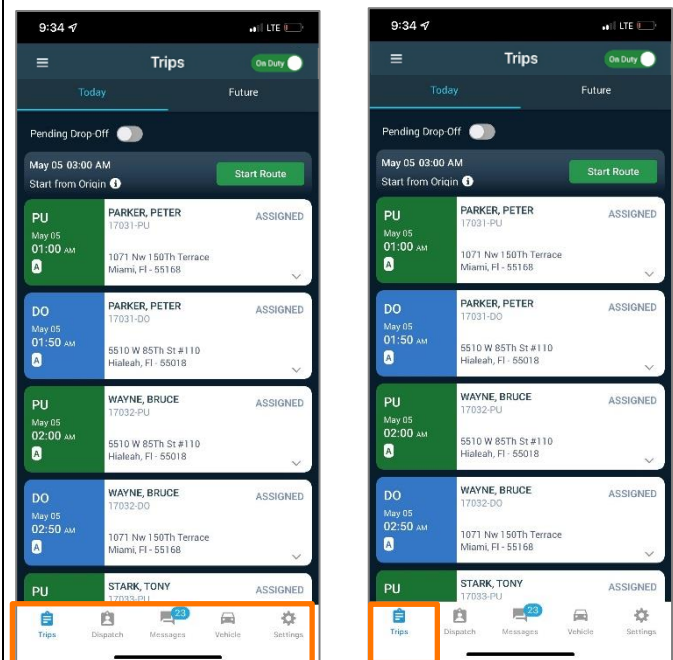 9:34
LTE
Trips
On Duty
Today
Future
Pending Drop-Off
May 05 03:00 AM
Start from Origin
Start Route
PU
May 05
01:00 AM
A
PARKER, PETER
17031-PU
1071 Nw 150Th Terrace
Miami, Fl - 55168
ASSIGNED
DO
May 05
01:50 AM
A
PARKER, PETER
17031-DO
5510 W 85Th St #110
Hialeah, Fl - 55018
ASSIGNED
PU
May 05
02:00 AM
A
WAYNE, BRUCE
17032-PU
5510 W 85Th St #110
Hialeah, Fl - 55018
ASSIGNED
DO
May 05
02:50 AM
A
WAYNE, BRUCE
17032-DO
1071 Nw 150Th Terrace
Miami, Fl - 55168
ASSIGNED
PU
STARK, TONY
17033-PU
ASSIGNED
23
Trips
Dispatch
Messages
Vehicle
Settings
9:34
LTE
Trips
On Duty
Today
Future
Pending Drop-Off
May 05 03:00 AM
Start from Origin
Start Route
PU
May 05
01:00 AM
A
PARKER, PETER
17031-PU
1071 Nw 150Th Terrace
Miami, Fl - 55168
ASSIGNED
DO
May 05
01:50 AM
A
PARKER, PETER
17031-DO
5510 W 85Th St #110
Hialeah, Fl - 55018
ASSIGNED
PU
May 05
02:00 AM
A
WAYNE, BRUCE
17032-PU
5510 W 85Th St #110
Hialeah, Fl - 55018
ASSIGNED
DO
May 05
02:50 AM
A
WAYNE, BRUCE
17032-DO
1071 Nw 150Th Terrace
Miami, Fl - 55168
ASSIGNED
PU
STARK, TONY
17033-PU
ASSIGNED
23
Trips
Dispatch
Messages
Vehicle
Settings